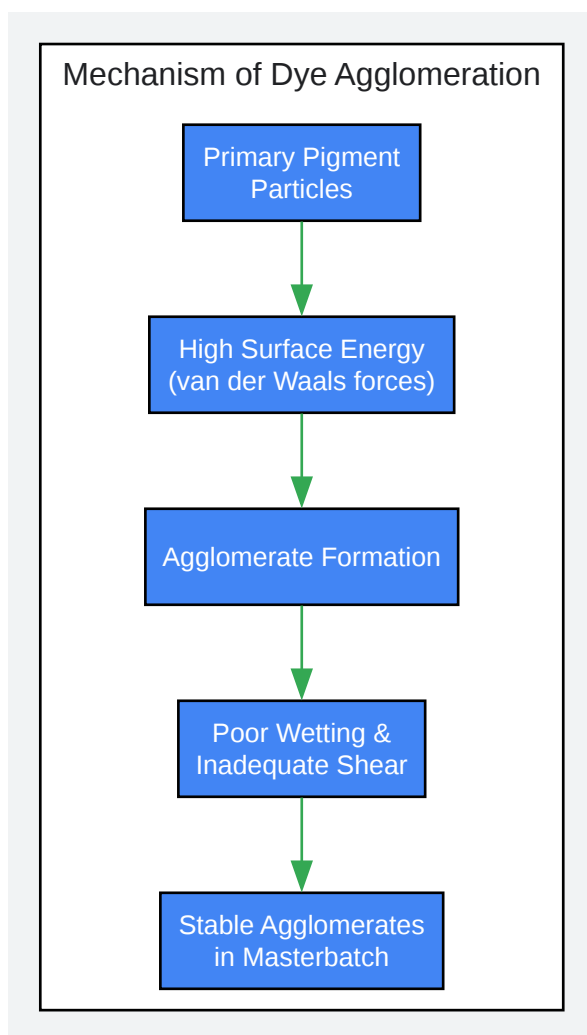 Mechanism of Dye Agglomeration
Primary Pigment
Particles
High Surface Energy
(van der Waals forces)
Agglomerate Formation
Poor Wetting &
Inadequate Shear
Stable Agglomerates
in Masterbatch